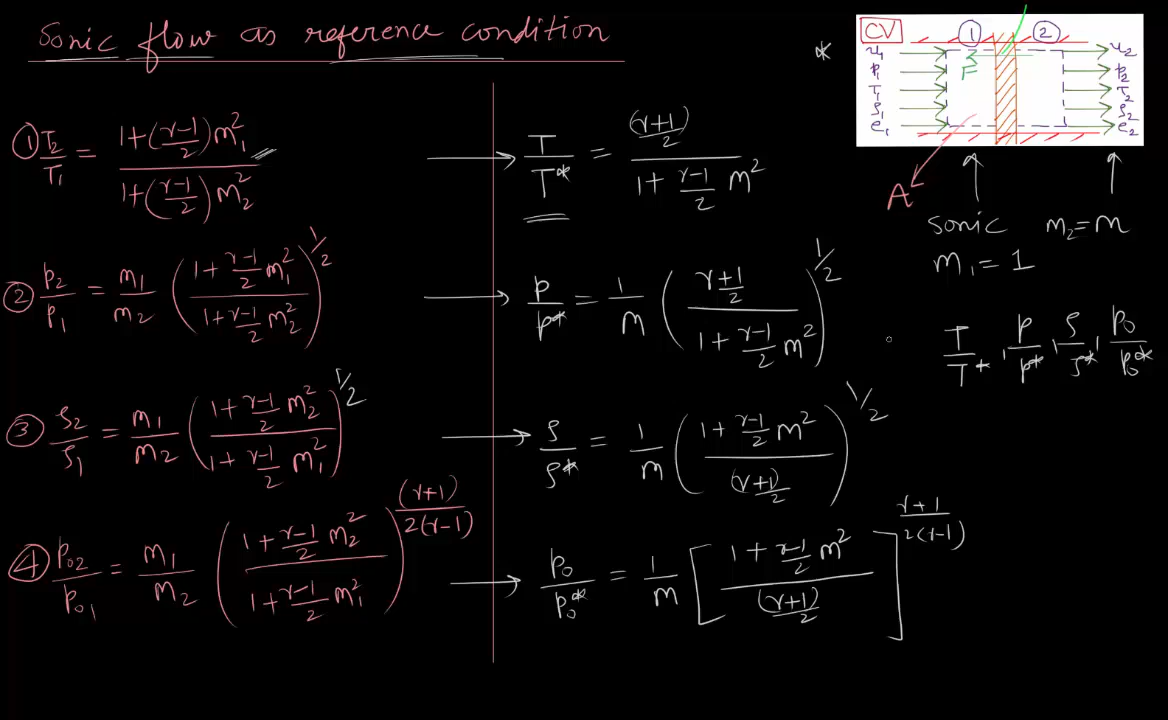 Sonic flow as reference condition
*
CV
① ②
u₁ u₂
p₁ p₂
T₁ T₂
ρ₁ ρ₂
e₁ e₂
F
A
sonic M₂ = M
M₁ = 1
① T₂/T₁ = (1+((γ-1)/2)M₁²)/(1+((γ-1)/2)M₂²) → T/T* = ((γ+1)/2)/(1+((γ-1)/2)M²)
② p₂/p₁ = M₁/M₂ ((1+((γ-1)/2)M₁²)/(1+((γ-1)/2)M₂²))^(1/2) → p/p* = 1/M (((γ+1)/2)/(1+((γ-1)/2)M²))^(1/2)
T/T*, p/p*, ρ/ρ*, p₀/p₀*
③ ρ₂/ρ₁ = M₁/M₂ ((1+((γ-1)/2)M₂²)/(1+((γ-1)/2)M₁²))^(1/2) → ρ/ρ* = 1/M ((1+((γ-1)/2)M²)/((γ+1)/2))^(1/2)
④ p₀₂/p₀₁ = M₁/M₂ ((1+((γ-1)/2)M₂²)/(1+((γ-1)/2)M₁²))^((γ+1)/2(γ-1)) → p₀/p₀* = 1/M [(1+((γ-1)/2)M²)/((γ+1)/2)]^((γ+1)/2(γ-1))